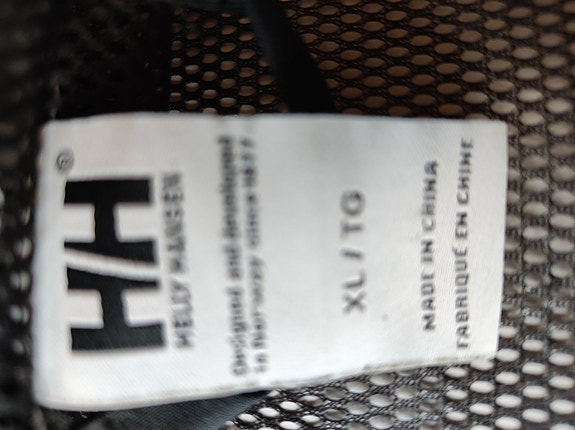 HH®
HELLY HANSEN
Designed and developed
in Norway since 1877
XL / TG
MADE IN CHINA
FABRIQUÉ EN CHINE